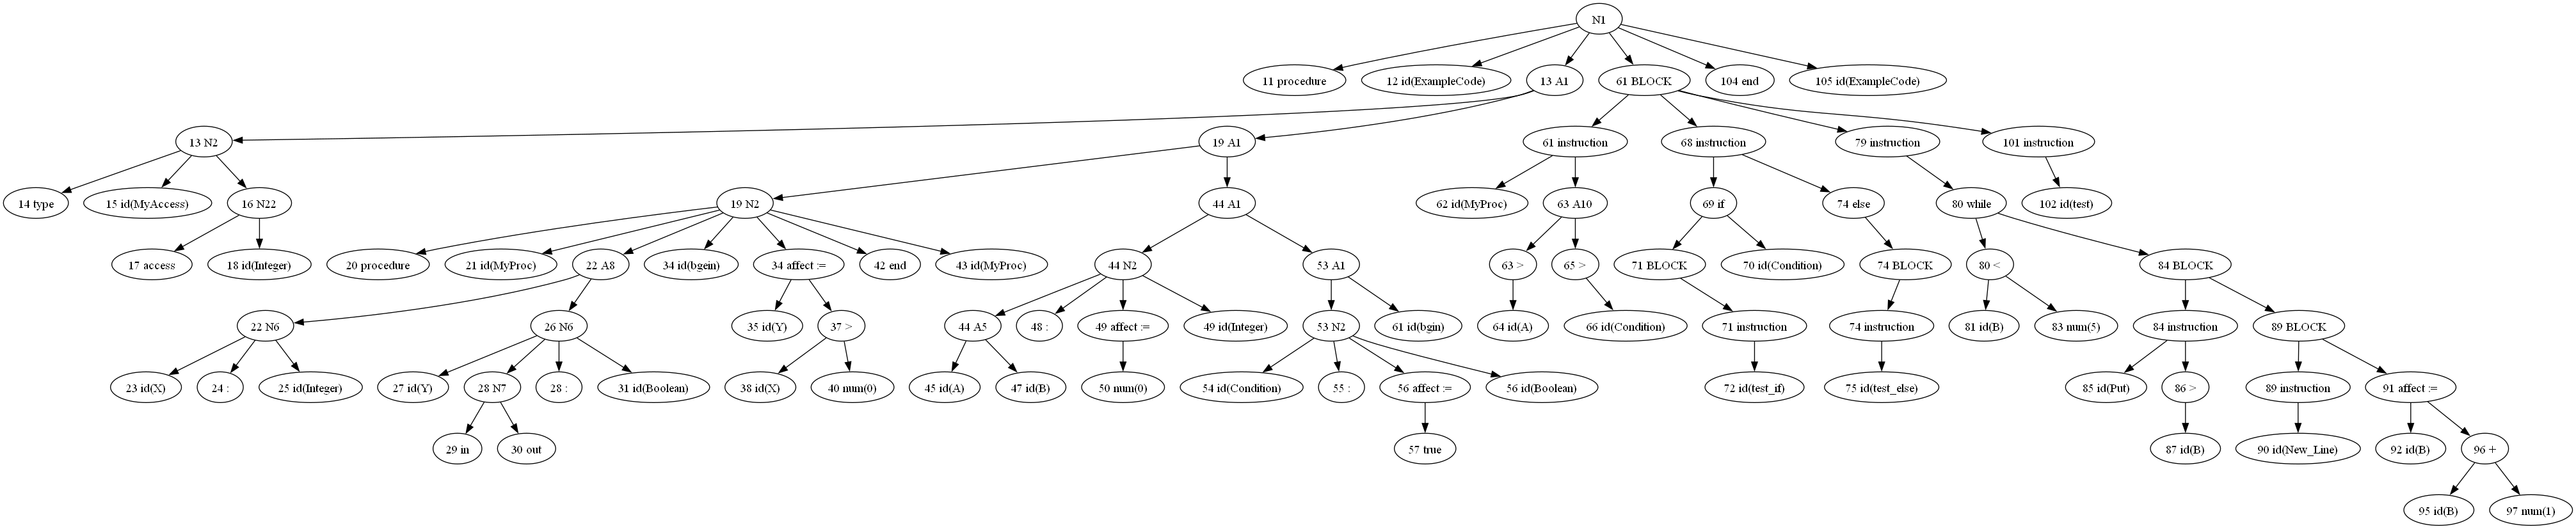 N1
11 procedure
12 id(ExampleCode)
13 A1
61 BLOCK
104 end
105 id(ExampleCode)
13 N2
19 A1
61 instruction
68 instruction
79 instruction
101 instruction
14 type
15 id(MyAccess)
16 N22
19 N2
44 A1
62 id(MyProc)
63 A10
69 if
74 else
80 while
102 id(test)
17 access
18 id(Integer)
20 procedure
21 id(MyProc)
22 A8
34 id(bgein)
34 affect :=
42 end
43 id(MyProc)
44 N2
53 A1
63 >
65 >
71 BLOCK
70 id(Condition)
74 BLOCK
80 <
84 BLOCK
22 N6
26 N6
35 id(Y)
37 >
44 A5
48 :
49 affect :=
49 id(Integer)
53 N2
61 id(bgin)
64 id(A)
66 id(Condition)
71 instruction
74 instruction
81 id(B)
83 num(5)
84 instruction
89 BLOCK
23 id(X)
24 :
25 id(Integer)
27 id(Y)
28 N7
28 :
31 id(Boolean)
38 id(X)
40 num(0)
45 id(A)
47 id(B)
50 num(0)
54 id(Condition)
55 :
56 affect :=
56 id(Boolean)
72 id(test_if)
75 id(test_else)
85 id(Put)
86 >
89 instruction
91 affect :=
29 in
30 out
57 true
87 id(B)
90 id(New_Line)
92 id(B)
96 +
95 id(B)
97 num(1)